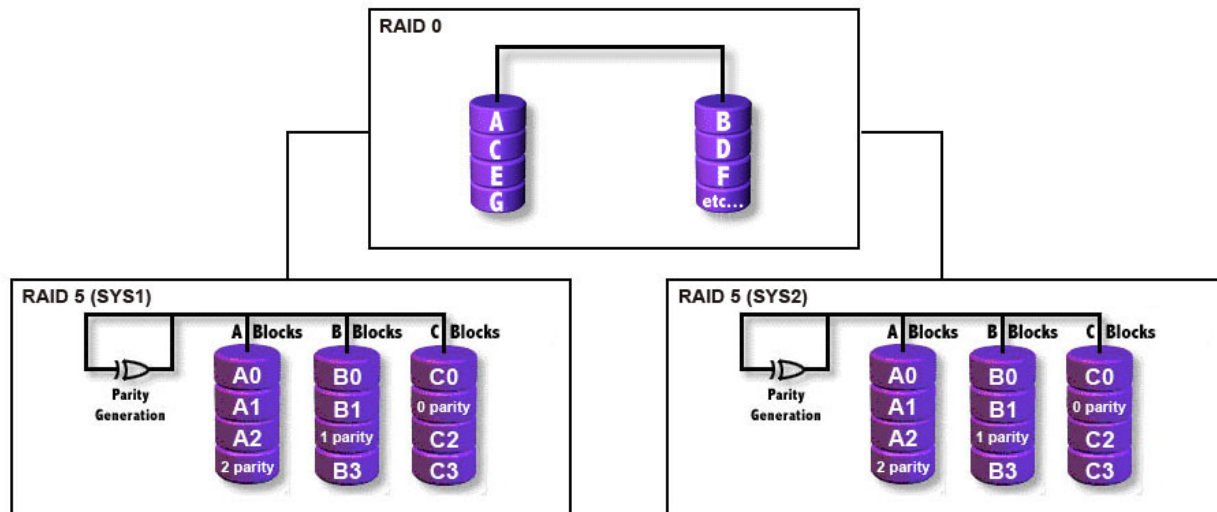 RAID 0
A
C
E
G
B
D
F
etc...
RAID 5 (SYS1)
A Blocks
B Blocks
C Blocks
Parity
Generation
A0
A1
A2
2 parity
B0
B1
1 parity
B3
C0
0 parity
C2
C3
RAID 5 (SYS2)
A Blocks
B Blocks
C Blocks
Parity
Generation
A0
A1
A2
2 parity
B0
B1
1 parity
B3
C0
0 parity
C2
C3